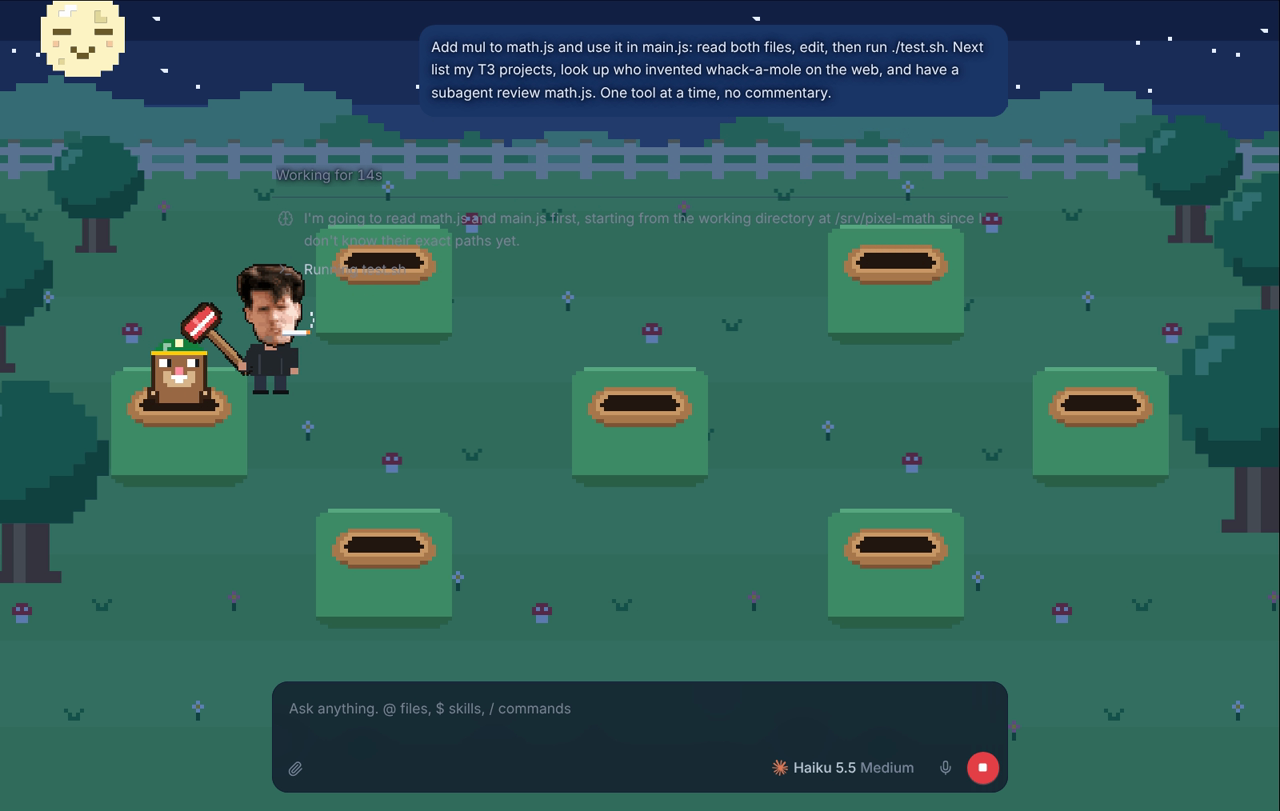 Add mul to math.js and use it in main.js: read both files, edit, then run ./test.sh. Next
list my T3 projects, look up who invented whack-a-mole on the web, and have a
subagent review math.js. One tool at a time, no commentary.
Working for 14s
I'm going to read math.js and main.js first, starting from the working directory at /srv/pixel-math since I
don't know their exact paths yet.
Running test.sh
Ask anything. @ files, $ skills, / commands
Haiku 5.5 Medium